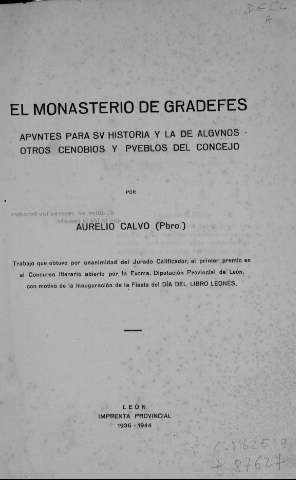 DECL
A
EL MONASTERIO DE GRADEFES
APVNTES PARA SV HISTORIA Y LA DE ALGVNOS
OTROS CENOBIOS Y PVEBLOS DEL CONCEJO
POR
AURELIO CALVO (Pbro.)
Trabajo que obtuvo por unanimidad del Jurado Calificador, el primer premio en
el Concurso literario abierto por la Excma. Diputación Provincial de León,
con motivo de la inauguración de la Fiesta del DÍA DEL LIBRO LEONES.
LEÓN
IMPRENTA PROVINCIAL
1936 - 1944
87627